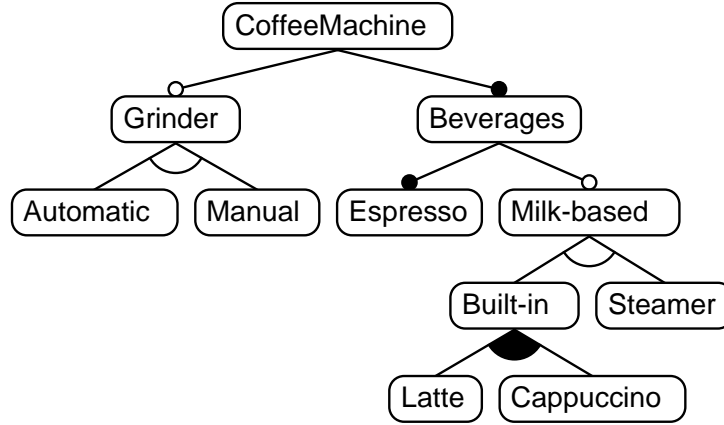 CoffeeMachine
Grinder
Beverages
Automatic
Manual
Espresso
Milk-based
Built-in
Steamer
Latte
Cappuccino